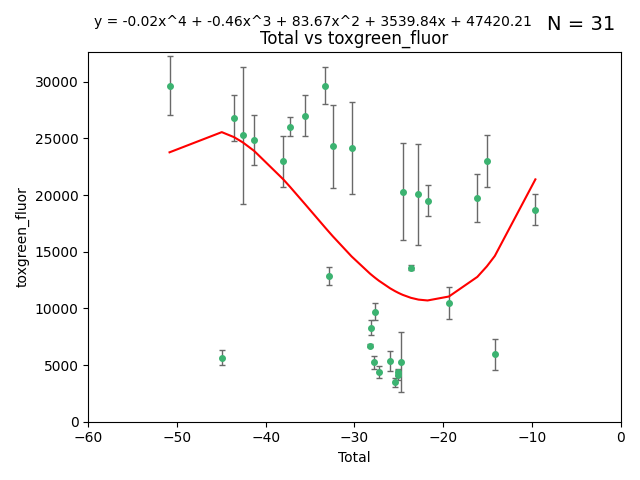 y = -0.02x^4 + -0.46x^3 + 83.67x^2 + 3539.84x + 47420.21
N = 31
Total vs toxgreen_fluor
30000
25000
20000
15000
10000
5000
0
toxgreen_fluor
−60 −50 −40 −30 −20 −10 0
Total